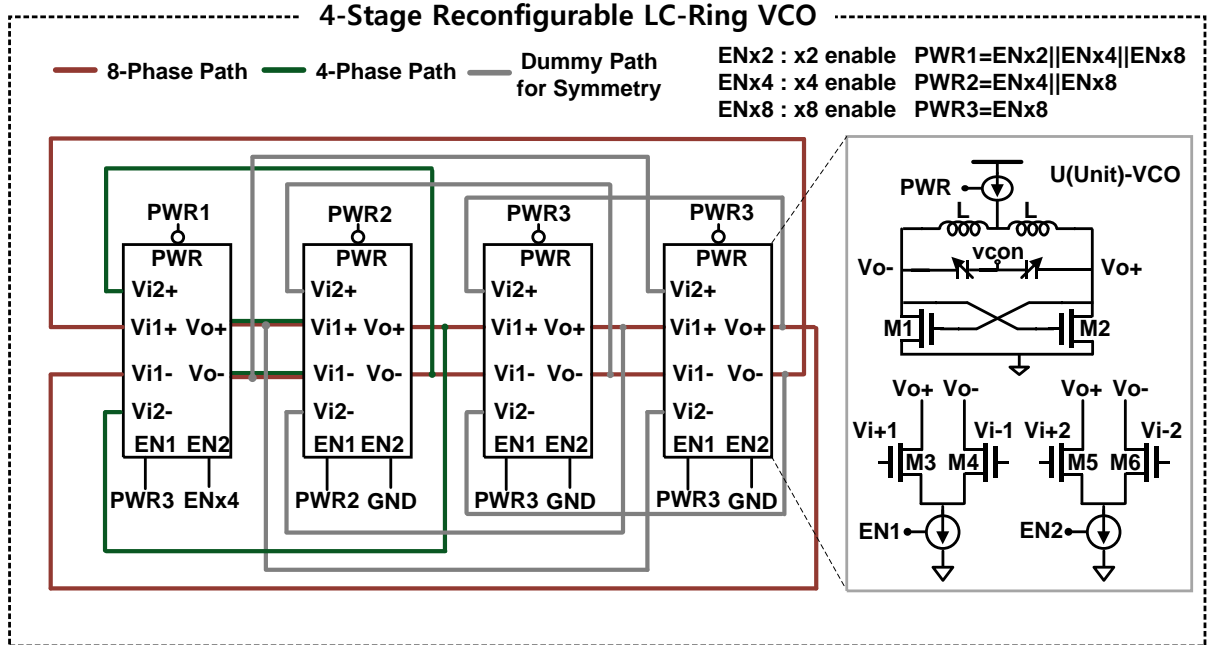 4-Stage Reconfigurable LC-Ring VCO
8-Phase Path
4-Phase Path
Dummy Path
for Symmetry
ENx2 : x2 enable PWR1=ENx2||ENx4||ENx8
ENx4 : x4 enable PWR2=ENx4||ENx8
ENx8 : x8 enable PWR3=ENx8
PWR1
PWR
Vi2+
Vi1+ Vo+
Vi1- Vo-
Vi2-
EN1 EN2
PWR3 ENx4
PWR2
PWR
Vi2+
Vi1+ Vo+
Vi1- Vo-
Vi2-
EN1 EN2
PWR2 GND
PWR3
PWR
Vi2+
Vi1+ Vo+
Vi1- Vo-
Vi2-
EN1 EN2
PWR3 GND
PWR3
PWR
Vi2+
Vi1+ Vo+
Vi1- Vo-
Vi2-
EN1 EN2
PWR3 GND
U(Unit)-VCO
PWR
L L
vcon
Vo- Vo+
M1 M2
Vo+ Vo- Vo+ Vo-
Vi+1 Vi-1 Vi+2 Vi-2
M3 M4 M5 M6
EN1 EN2